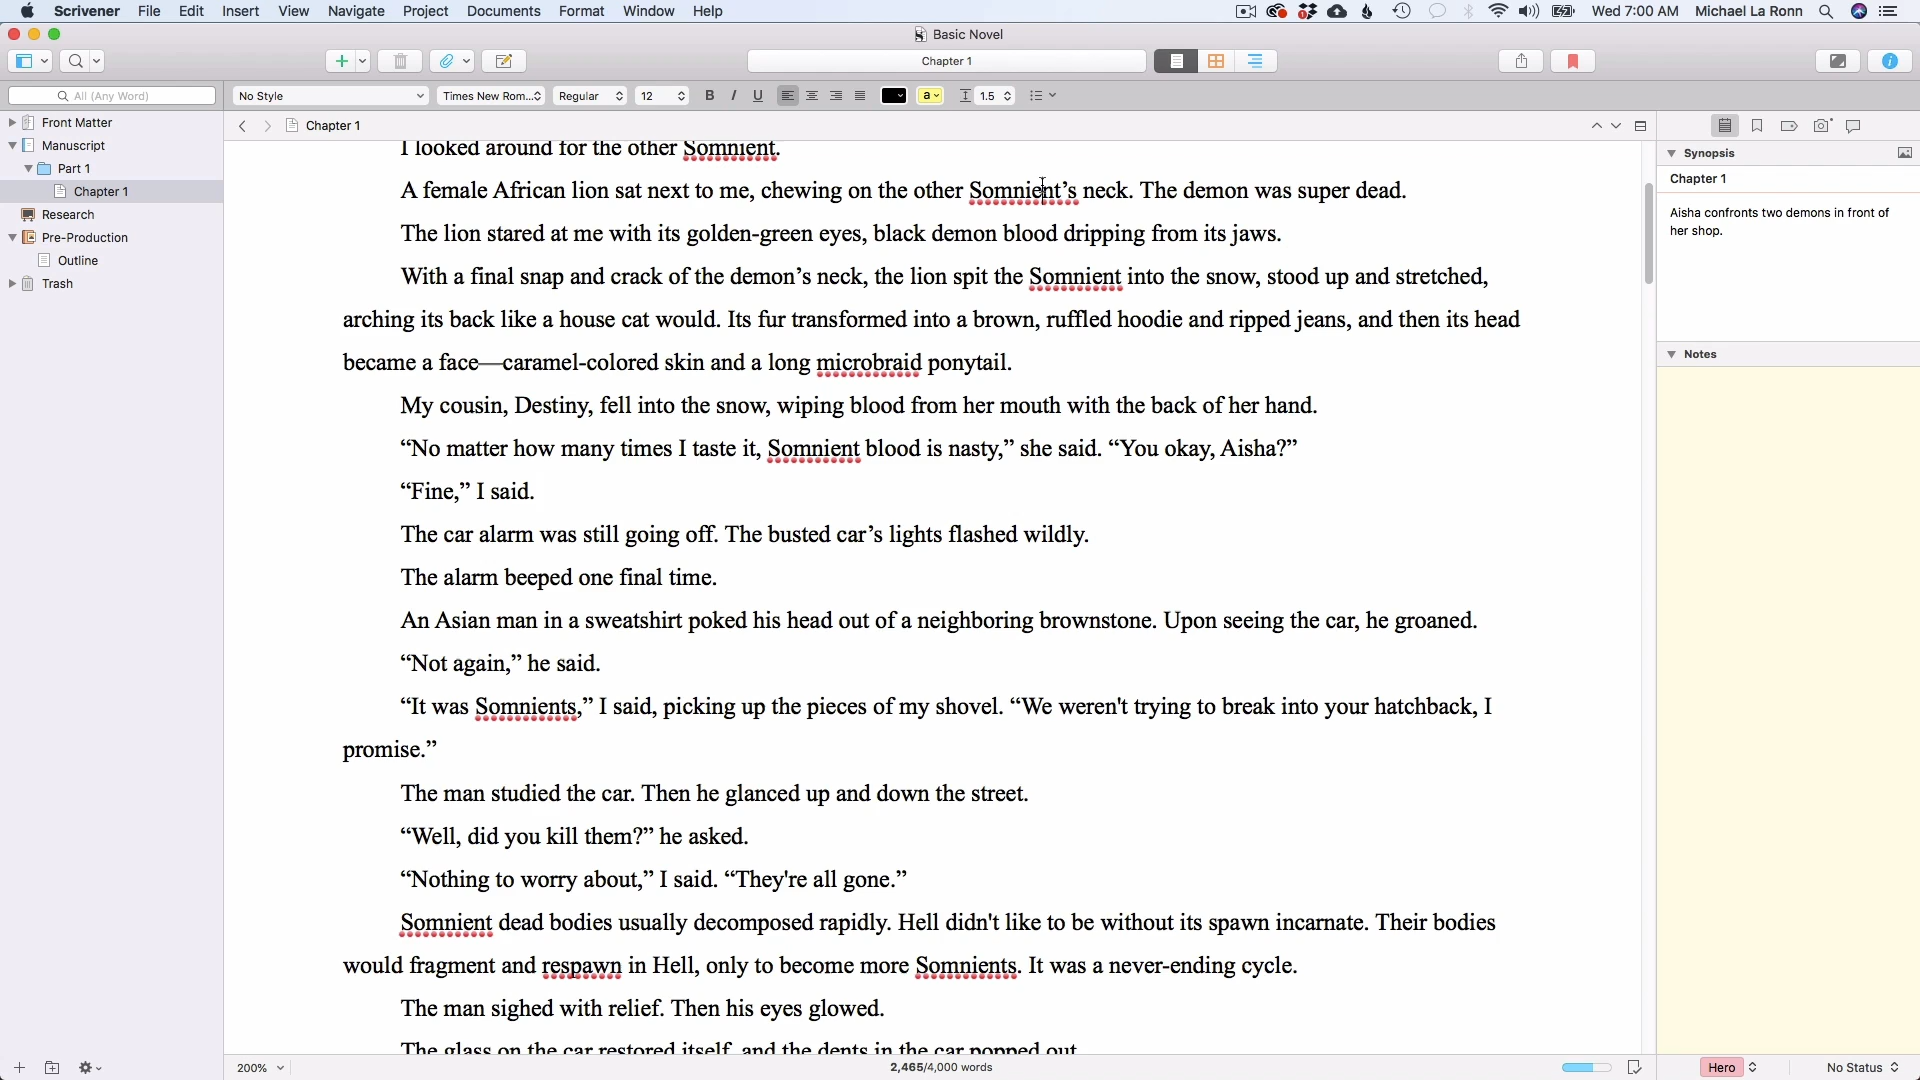 Scrivener File Edit Insert View Navigate Project Documents Format Window Help Wed 7:00 AM Michael La Ronn
Basic Novel
Chapter 1
All (Any Word) No Style Times New Rom... Regular 12 B I U a 1.5
Front Matter
Manuscript
Part 1
Chapter 1
Research
Pre-Production
Outline
Trash
Chapter 1
I looked around for the other Somnient.
A female African lion sat next to me, chewing on the other Somnient’s neck. The demon was super dead.
The lion stared at me with its golden-green eyes, black demon blood dripping from its jaws.
With a final snap and crack of the demon’s neck, the lion spit the Somnient into the snow, stood up and stretched,
arching its back like a house cat would. Its fur transformed into a brown, ruffled hoodie and ripped jeans, and then its head
became a face—caramel-colored skin and a long microbraid ponytail.
My cousin, Destiny, fell into the snow, wiping blood from her mouth with the back of her hand.
“No matter how many times I taste it, Somnient blood is nasty,” she said. “You okay, Aisha?”
“Fine,” I said.
The car alarm was still going off. The busted car’s lights flashed wildly.
The alarm beeped one final time.
An Asian man in a sweatshirt poked his head out of a neighboring brownstone. Upon seeing the car, he groaned.
“Not again,” he said.
“It was Somnients,” I said, picking up the pieces of my shovel. “We weren't trying to break into your hatchback, I
promise.”
The man studied the car. Then he glanced up and down the street.
“Well, did you kill them?” he asked.
“Nothing to worry about,” I said. “They're all gone.”
Somnient dead bodies usually decomposed rapidly. Hell didn't like to be without its spawn incarnate. Their bodies
would fragment and respawn in Hell, only to become more Somnients. It was a never-ending cycle.
The man sighed with relief. Then his eyes glowed.
The glass on the car restored itself, and the dents in the car popped out.
Synopsis
Chapter 1
Aisha confronts two demons in front of
her shop.
Notes
200% 2,465/4,000 words Hero No Status